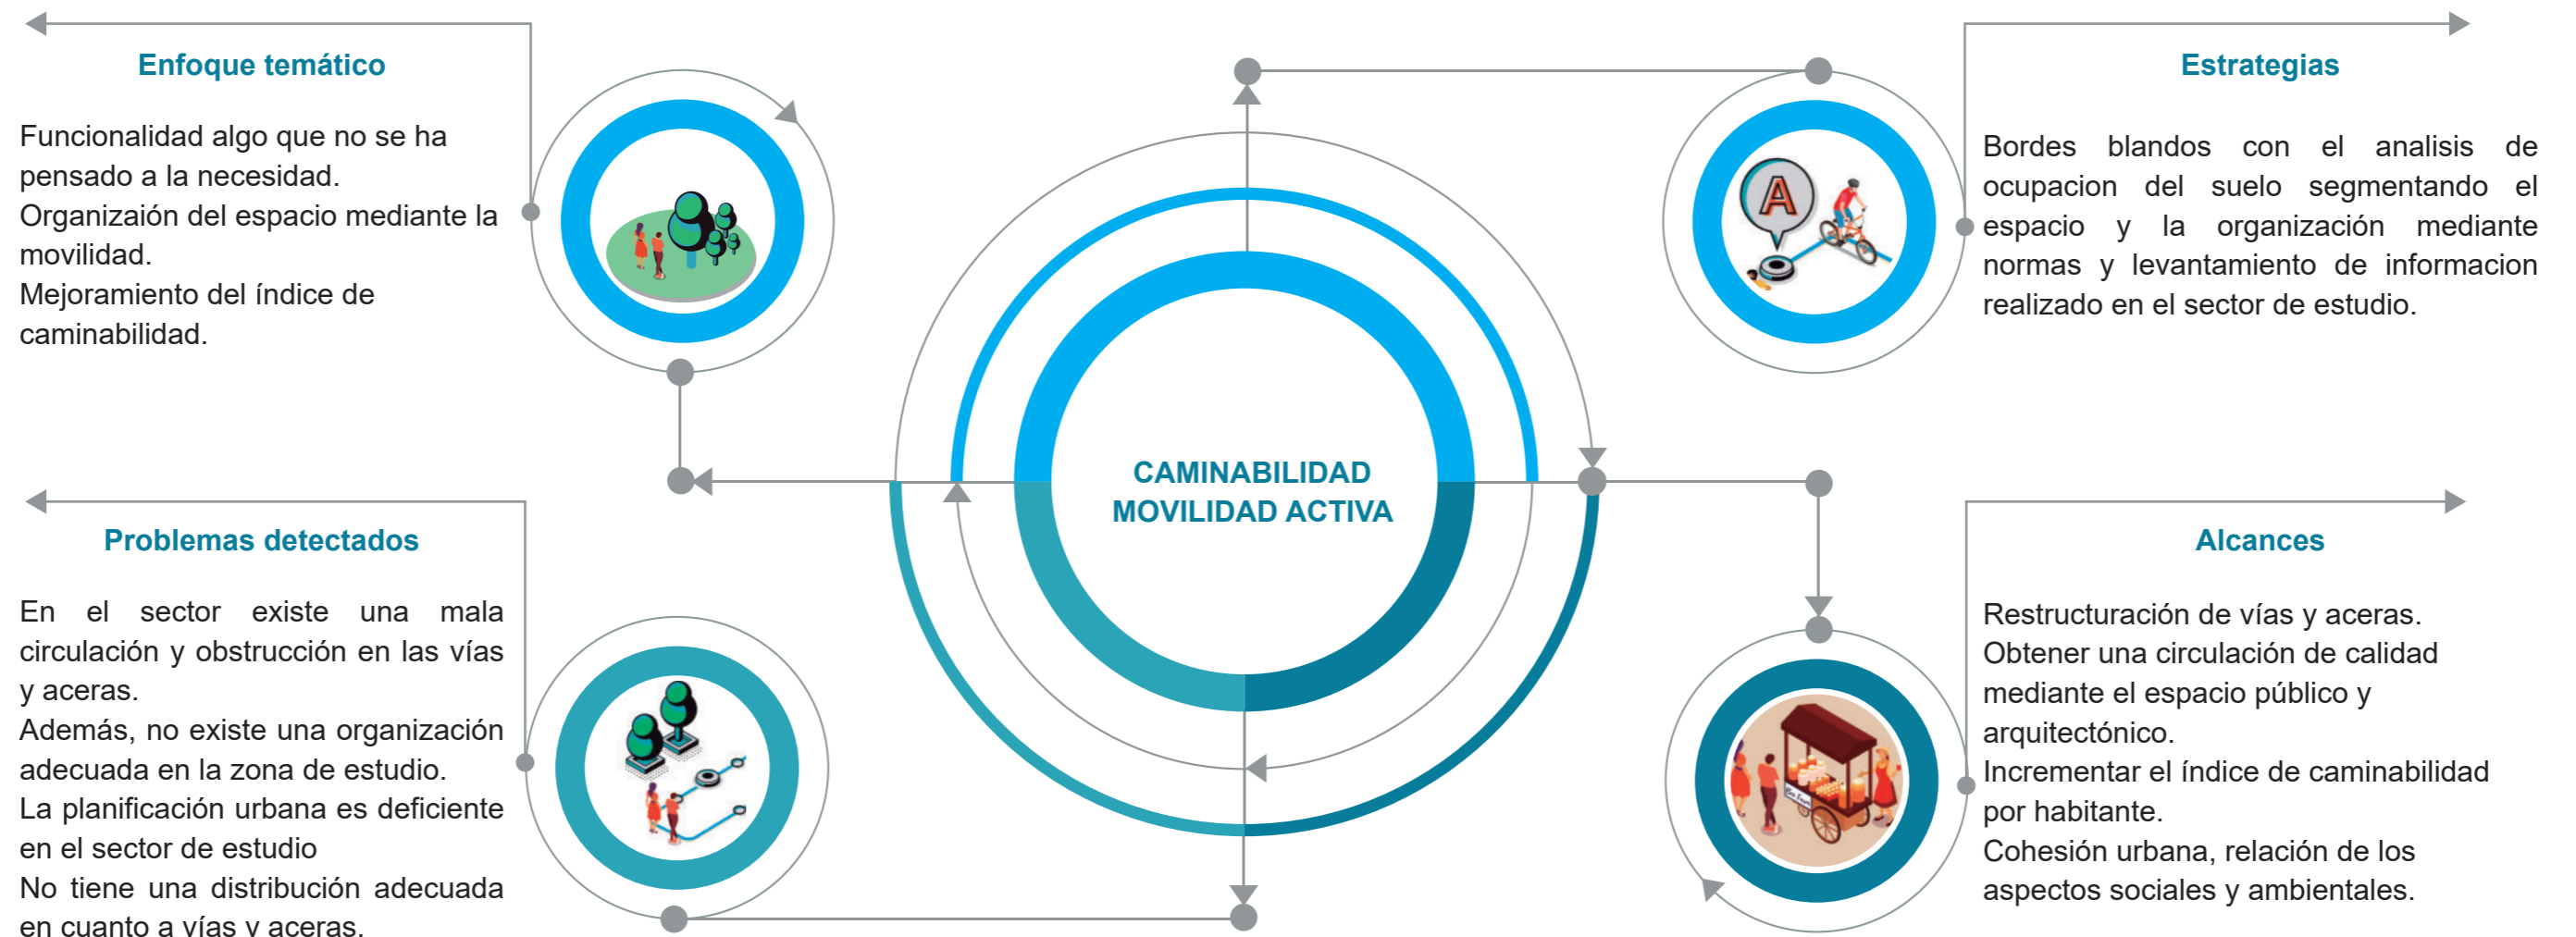 Enfoque temático
Funcionalidad algo que no se ha
pensado a la necesidad.
Organizaión del espacio mediante la
movilidad.
Mejoramiento del índice de
caminabilidad.
Estrategias
A
Bordes blandos con el analisis de
ocupacion del suelo segmentando el
espacio y la organización mediante
normas y levantamiento de informacion
realizado en el sector de estudio.
CAMINABILIDAD
MOVILIDAD ACTIVA
Problemas detectados
En el sector existe una mala
circulación y obstrucción en las vías
y aceras.
Además, no existe una organización
adecuada en la zona de estudio.
La planificación urbana es deficiente
en el sector de estudio
No tiene una distribución adecuada
en cuanto a vías y aceras.
Alcances
Restructuración de vías y aceras.
Obtener una circulación de calidad
mediante el espacio público y
arquitectónico.
Incrementar el índice de caminabilidad
por habitante.
Cohesión urbana, relación de los
aspectos sociales y ambientales.